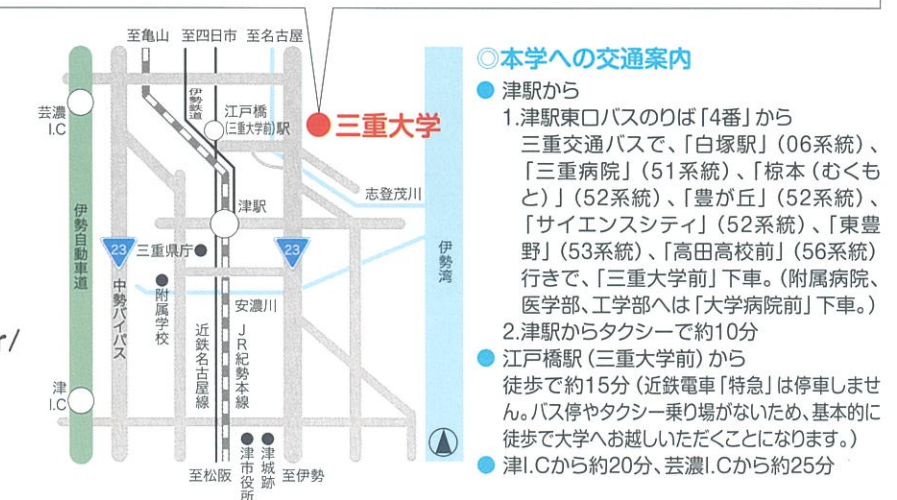 至亀山
至四日市
至名古屋
芸濃
I.C
伊勢鉄道
江戸橋
(三重大学前)駅
三重大学
志登茂川
津駅
伊勢自動車道
23
三重県庁
23
伊勢湾
附属学校
中勢バイパス
安濃川
近鉄名古屋線
JR紀勢本線
津
I.C
至松阪
津市役所
津城跡
至伊勢
r/
◎本学への交通案内
● 津駅から
1.津駅東口バスのりば「4番」から
三重交通バスで、「白塚駅」(06系統)、
「三重病院」(51系統)、「椋本(むくも
と)」(52系統)、「豊が丘」(52系統)、
「サイエンスシティ」(52系統)、「東豊
野」(53系統)、「高田高校前」(56系統)
行きで、「三重大学前」下車。(附属病院、
医学部、工学部へは「大学病院前」下車。)
2.津駅からタクシーで約10分
● 江戸橋駅(三重大学前)から
徒歩で約15分(近鉄電車「特急」は停車しませ
ん。バス停やタクシー乗り場がないため、基本的に
徒歩で大学へお越しいただくことになります。)
● 津I.Cから約20分、芸濃I.Cから約25分